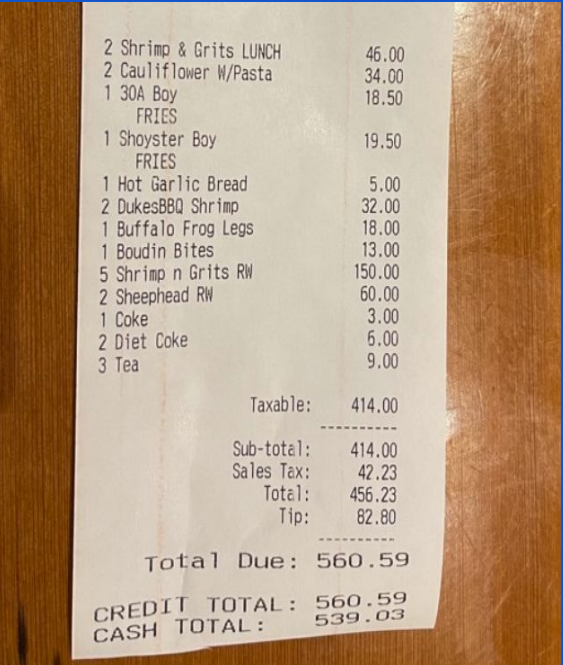 2 Shrimp & Grits LUNCH 46.00
2 Cauliflower W/Pasta 34.00
1 30A Boy 18.50
FRIES
1 Shoyster Boy 19.50
FRIES
1 Hot Garlic Bread 5.00
2 DukesBBQ Shrimp 32.00
1 Buffalo Frog Legs 18.00
1 Boudin Bites 13.00
5 Shrimp n Grits RW 150.00
2 Sheephead RW 60.00
1 Coke 3.00
2 Diet Coke 6.00
3 Tea 9.00
Taxable: 414.00
----------
Sub-total: 414.00
Sales Tax: 42.23
Total: 456.23
Tip: 82.80
----------
Total Due: 560.59
CREDIT TOTAL: 560.59
CASH TOTAL: 539.03